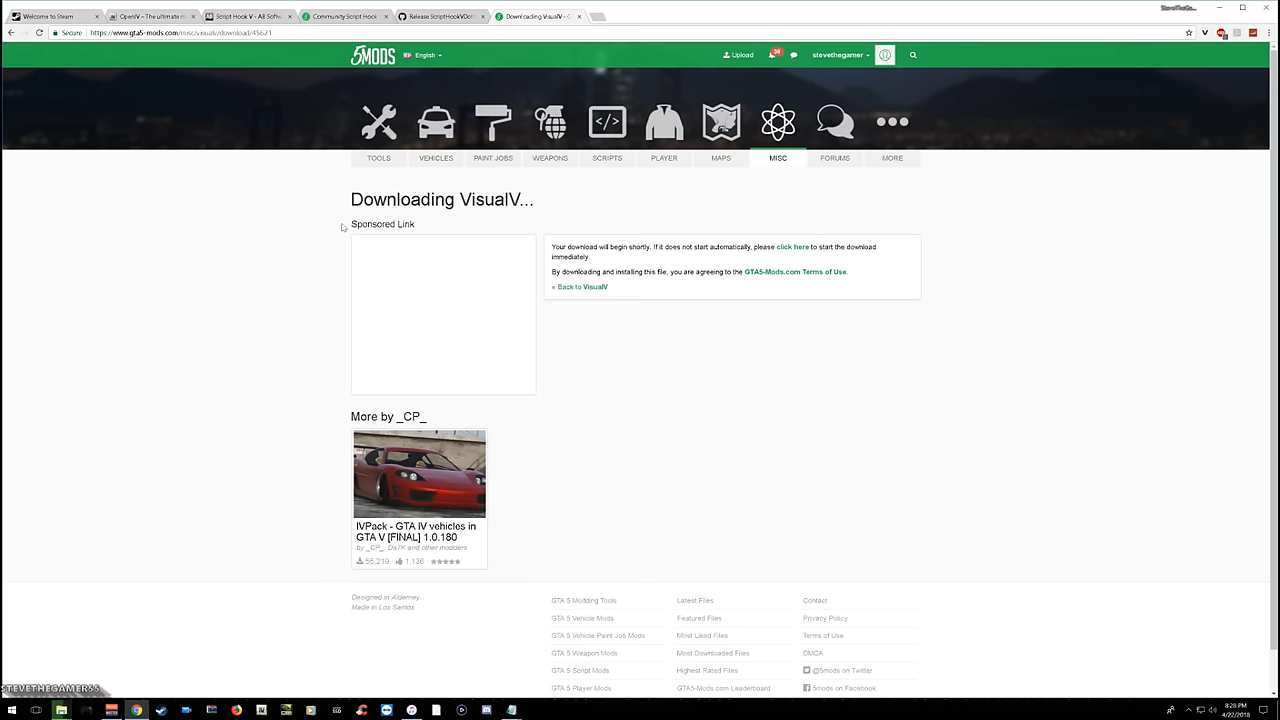 Welcome to Steam
OpenIV – The ultimate m
Script Hook V - All Softw
Community Script Hook
Release ScriptHookVDot
Downloading VisualV - G
SteveTheGa...
Secure
https://www.gta5-mods.com/misc/visualv/download/45621
5MODS
English
Upload
stevethegamer
TOOLS
VEHICLES
PAINT JOBS
WEAPONS
SCRIPTS
PLAYER
MAPS
MISC
FORUMS
MORE
Downloading VisualV...
Sponsored Link
Your download will begin shortly. If it does not start automatically, please click here to start the download
immediately.
By downloading and installing this file, you are agreeing to the GTA5-Mods.com Terms of Use.
« Back to VisualV
More by _CP_
IVPack - GTA IV vehicles in
GTA V [FINAL] 1.0.180
by _CP_, DaTK and other modders
55,219
1,136
Designed in Alderney
Made in Los Santos
GTA 5 Modding Tools
GTA 5 Vehicle Mods
GTA 5 Vehicle Paint Job Mods
GTA 5 Weapon Mods
GTA 5 Script Mods
GTA 5 Player Mods
Latest Files
Featured Files
Most Liked Files
Most Downloaded Files
Highest Rated Files
GTA5-Mods.com Leaderboard
Contact
Privacy Policy
Terms of Use
DMCA
@5mods on Twitter
5mods on Facebook
STEVETHEGAMER55
8:28 PM
4/22/2018